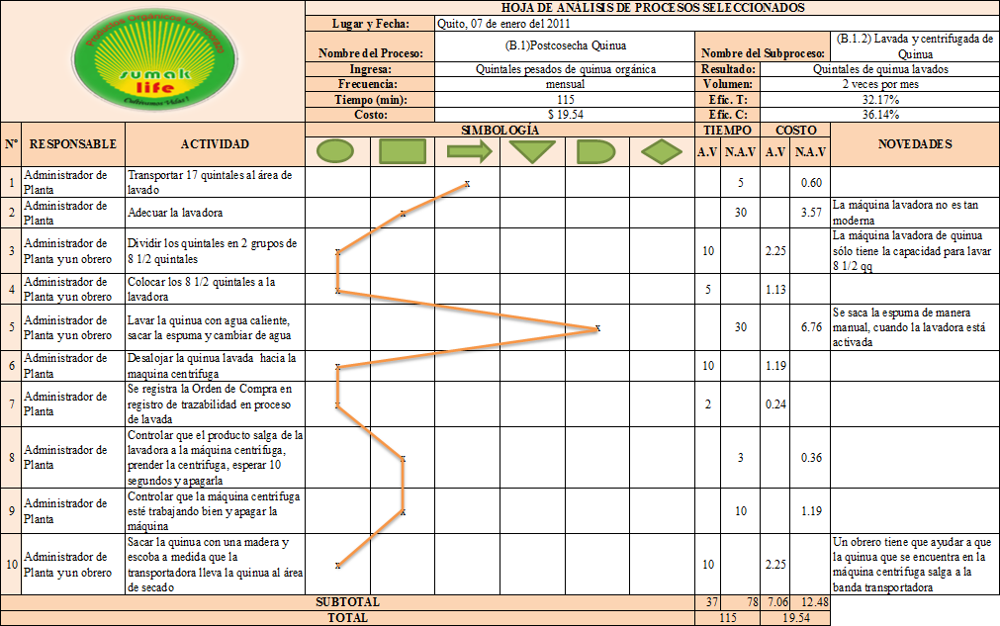 Productos Orgánicos Chimborazo
sumak
life
Cultivamos Vida!
HOJA DE ANÁLISIS DE PROCESOS SELECCIONADOS
Lugar y Fecha: Quito, 07 de enero del 2011
Nombre del Proceso: (B.1)Postcosecha Quinua Nombre del Subproceso: (B.1.2) Lavada y centrifugada de
Quinua
Ingresa: Quintales pesados de quinua orgánica Resultado: Quintales de quinua lavados
Frecuencia: mensual Volumen: 2 veces por mes
Tiempo (min): 115 Efic. T: 32.17%
Costo: $ 19.54 Efic. C: 36.14%
Nº RESPONSABLE ACTIVIDAD SIMBOLOGÍA TIEMPO COSTO NOVEDADES
A.V N.A.V A.V N.A.V
1 Administrador de Planta Transportar 17 quintales al área de
lavado x 5 0.60
2 Administrador de
Planta Adecuar la lavadora x 30 3.57 La máquina lavadora no es tan
moderna
3 Administrador de
Planta y un obrero Dividir los quintales en 2 grupos de
8 1/2 quintales x 10 2.25 La máquina lavadora de quinua
sólo tiene la capacidad para lavar
8 1/2 qq
4 Administrador de
Planta y un obrero Colocar los 8 1/2 quintales a la
lavadora x 5 1.13
5 Administrador de
Planta y un obrero Lavar la quinua con agua caliente,
sacar la espuma y cambiar de agua x 30 6.76 Se saca la espuma de manera
manual, cuando la lavadora está
activada
6 Administrador de
Planta Desalojar la quinua lavada hacia la
maquina centrífuga x 10 1.19
7 Administrador de
Planta Se registra la Orden de Compra en
registro de trazabilidad en proceso
de lavada x 2 0.24
8 Administrador de
Planta Controlar que el producto salga de la
lavadora a la máquina centrífuga,
prender la centrífuga, esperar 10
segundos y apagarla x 3 0.36
9 Administrador de
Planta Controlar que la máquina centrífuga
esté trabajando bien y apagar la
máquina x 10 1.19
10 Administrador de
Planta y un obrero Sacar la quinua con una madera y
escoba a medida que la
transportadora lleva la quinua al área
de secado x 10 2.25 Un obrero tiene que ayudar a que
la quinua que se encuentra en la
máquina centrifuga salga a la
banda transportadora
SUBTOTAL 37 78 7.06 12.48
TOTAL 115 19.54